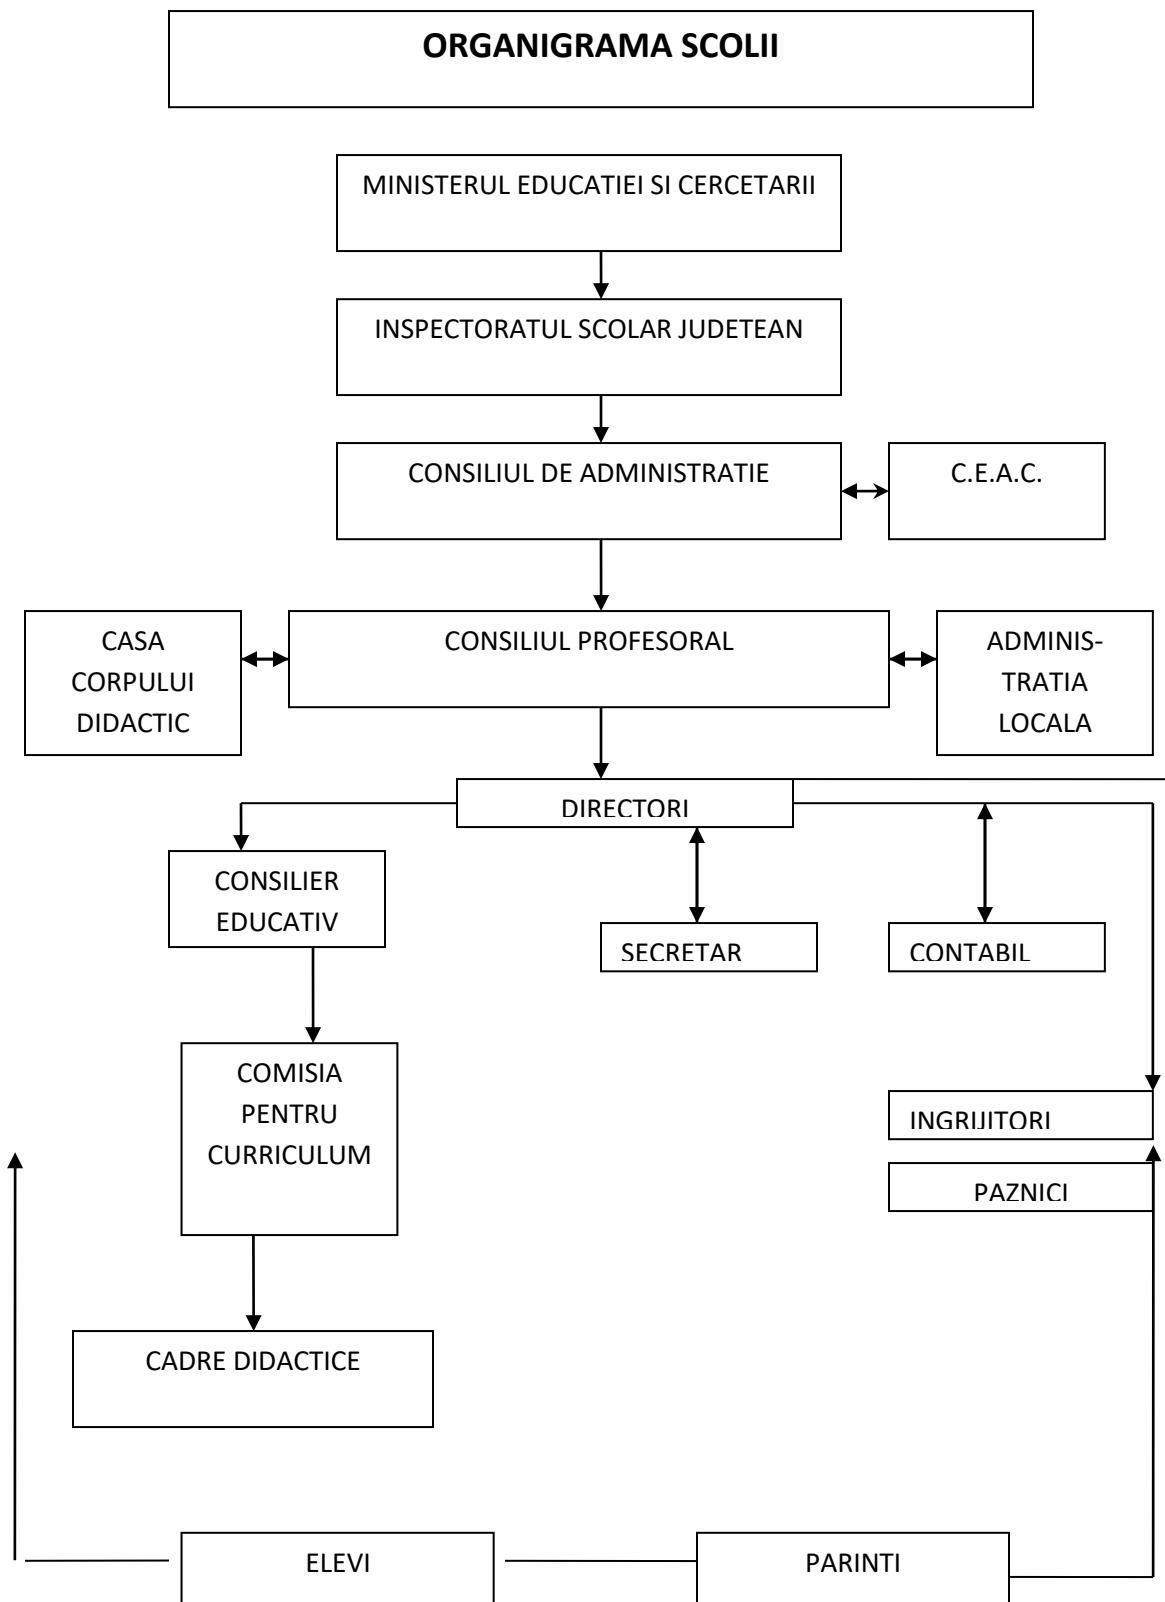 ORGANIGRAMA SCOLII
MINISTERUL EDUCATIEI SI CERCETARII
INSPECTORATUL SCOLAR JUDETEAN
CONSILIUL DE ADMINISTRATIE
C.E.A.C.
CASA
CORPULUI
DIDACTIC
CONSILIUL PROFESORAL
ADMINIS-
TRATIA
LOCALA
DIRECTORI
CONSILIER
EDUCATIV
SECRETAR
CONTABIL
COMISIA
PENTRU
CURRICULUM
INGRIJITORI
PAZNICI
CADRE DIDACTICE
ELEVI
PARINTI